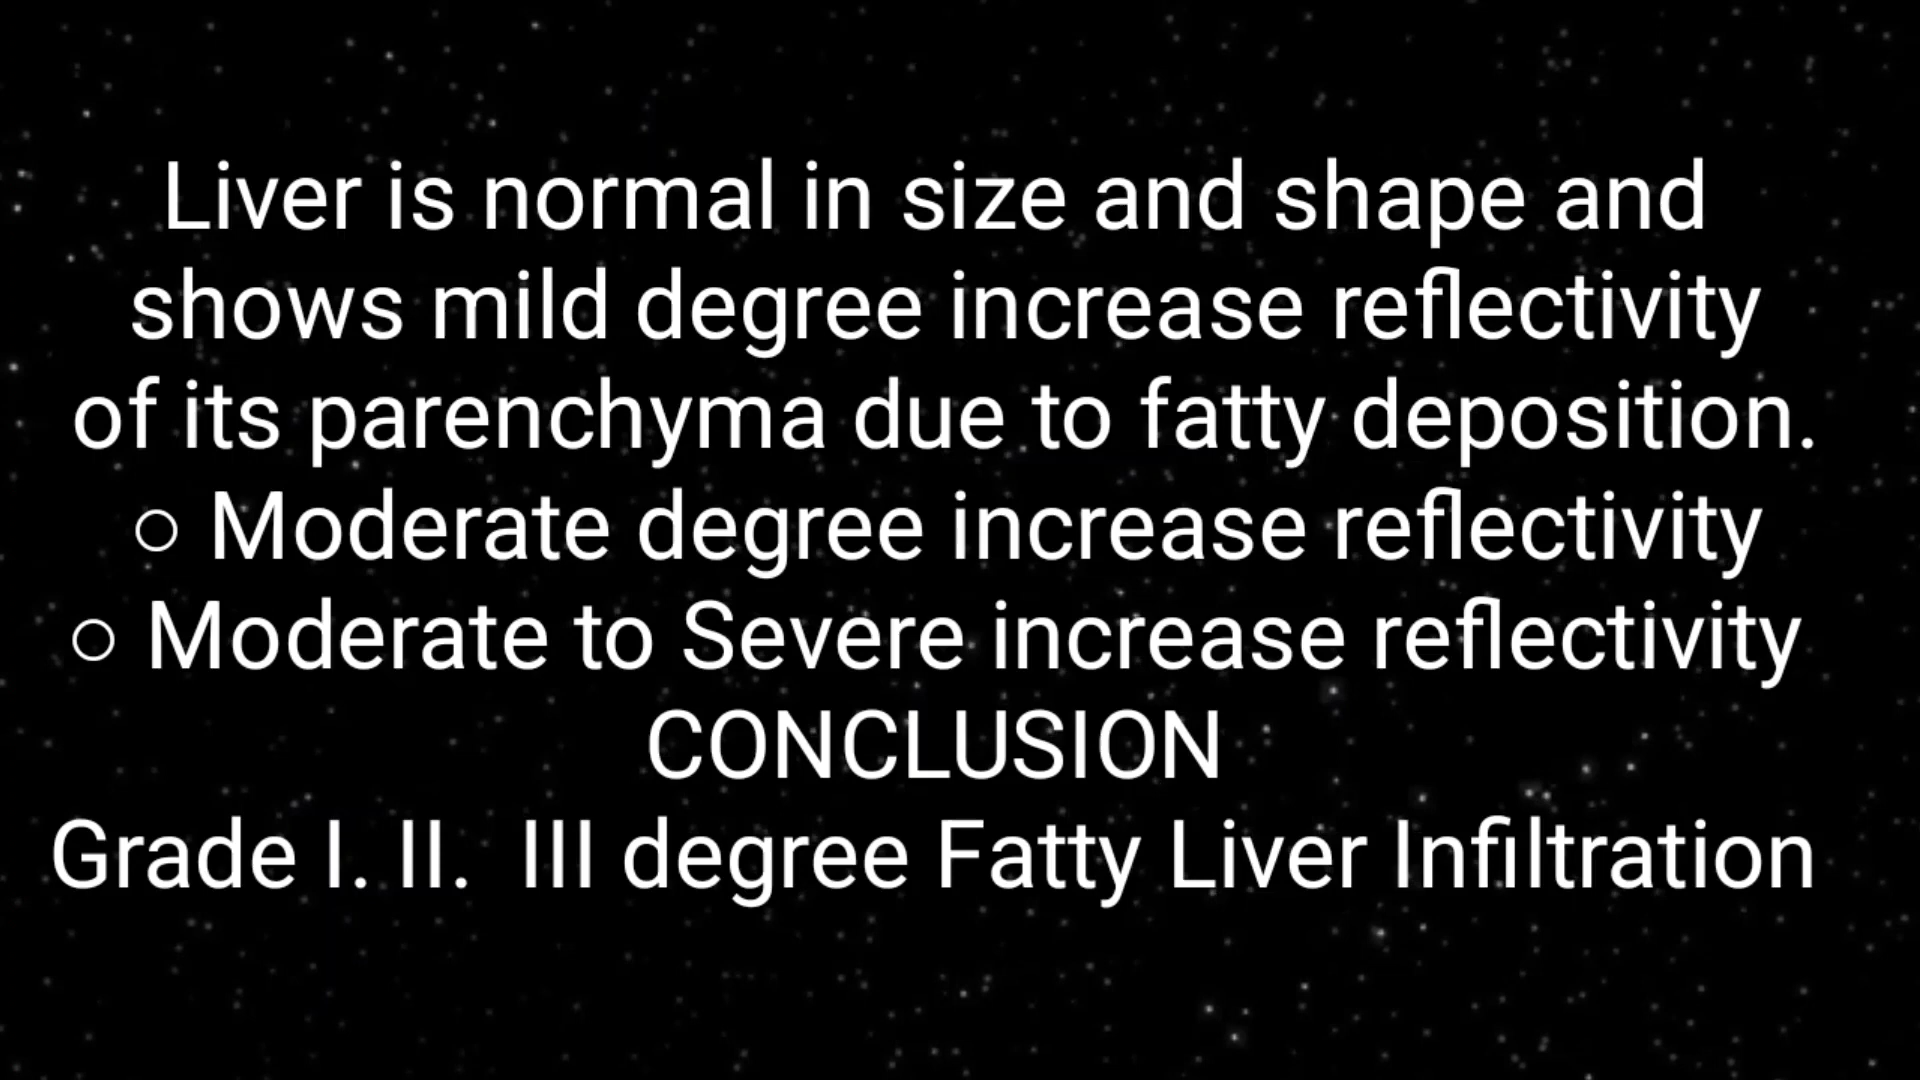 Liver is normal in size and shape and
shows mild degree increase reflectivity
of its parenchyma due to fatty deposition.
○ Moderate degree increase reflectivity
○ Moderate to Severe increase reflectivity
CONCLUSION
Grade I. II.  III degree Fatty Liver Infiltration